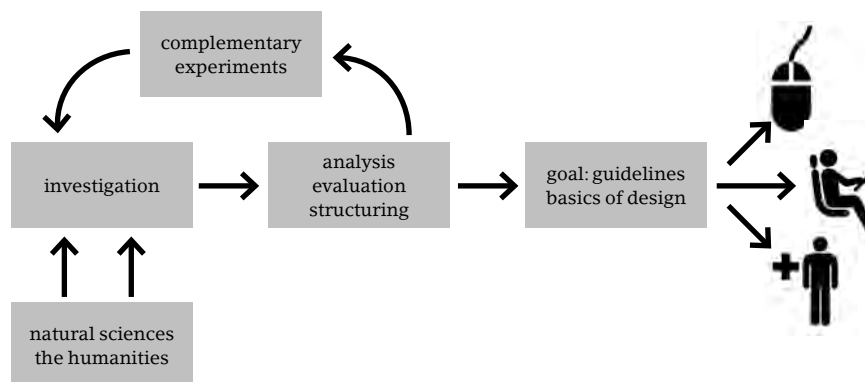 complementary
experiments
investigation
analysis
evaluation
structuring
goal: guidelines
basics of design
natural sciences
the humanities